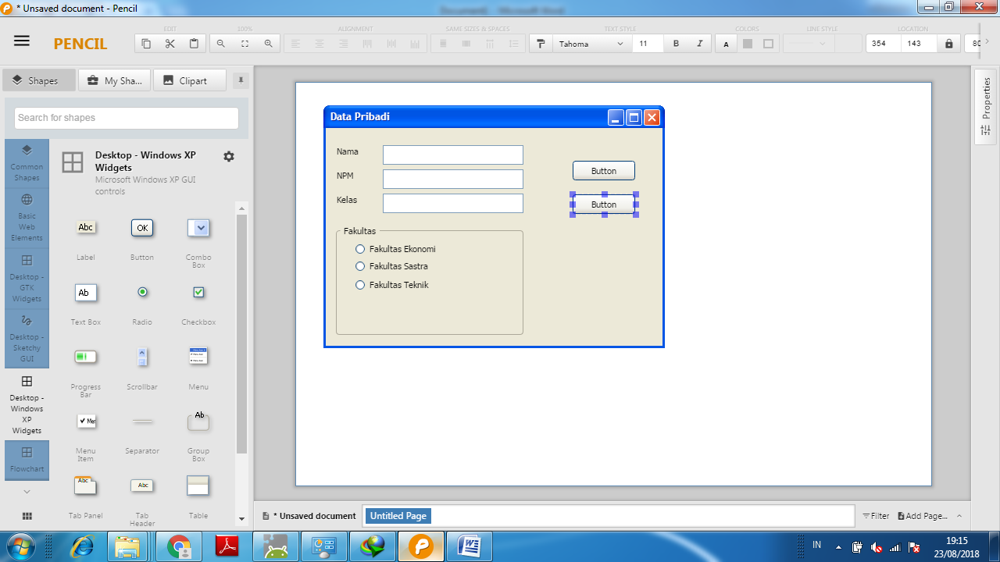 * Unsaved document - Pencil
EDIT
100%
ALIGNMENT
SAME SIZES & SPACES
TEXT STYLE
COLORS
LINE STYLE
LOCATION
PENCIL
Tahoma
11
B
I
A
354
143
80
Shapes
My Sha...
Clipart
Properties
Search for shapes
Common
Shapes
Basic
Web
Elements
Desktop -
GTK
Widgets
Desktop -
Sketchy
GUI
Desktop -
Windows
XP
Widgets
Flowchart
Desktop - Windows XP
Widgets
Microsoft Windows XP GUI
controls
Abc
OK
Label
Button
Combo
Box
Ab
Text Box
Radio
Checkbox
Progress
Bar
Scrollbar
Menu
Ab
Menu
Item
Separator
Group
Box
Abc
Abc
Tab Panel
Tab
Header
Table
Data Pribadi
Nama
NPM
Kelas
Button
Button
Fakultas
Fakultas Ekonomi
Fakultas Sastra
Fakultas Teknik
* Unsaved document
Untitled Page
Filter
Add Page...
IN
19:15
23/08/2018